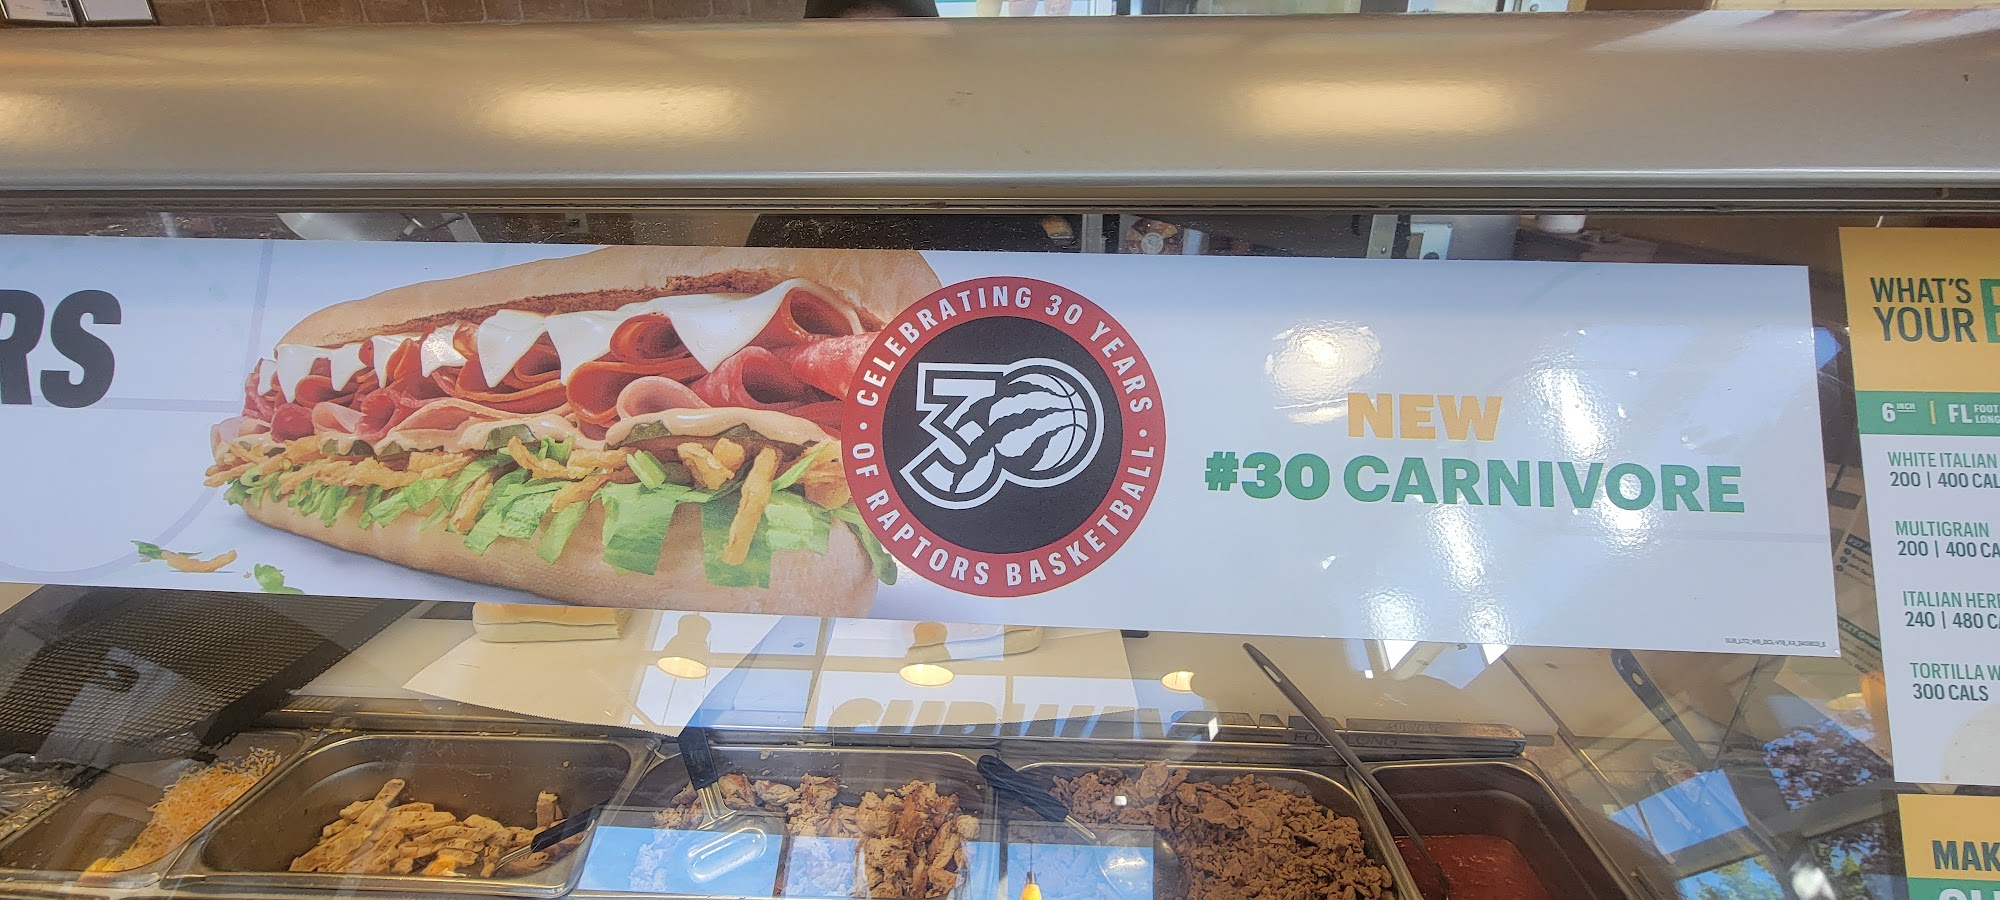 RS
CELEBRATING 30 YEARS
• OF RAPTORS BASKETBALL •
30
NEW
#30 CARNIVORE
WHAT'S
YOUR
6 INCH | FL FOOT
LONG
WHITE ITALIAN
200 | 400 CAL
MULTIGRAIN
200 | 400 CA
ITALIAN HER
240 | 480 C
TORTILLA W
300 CALS
MAK
SUBWAY